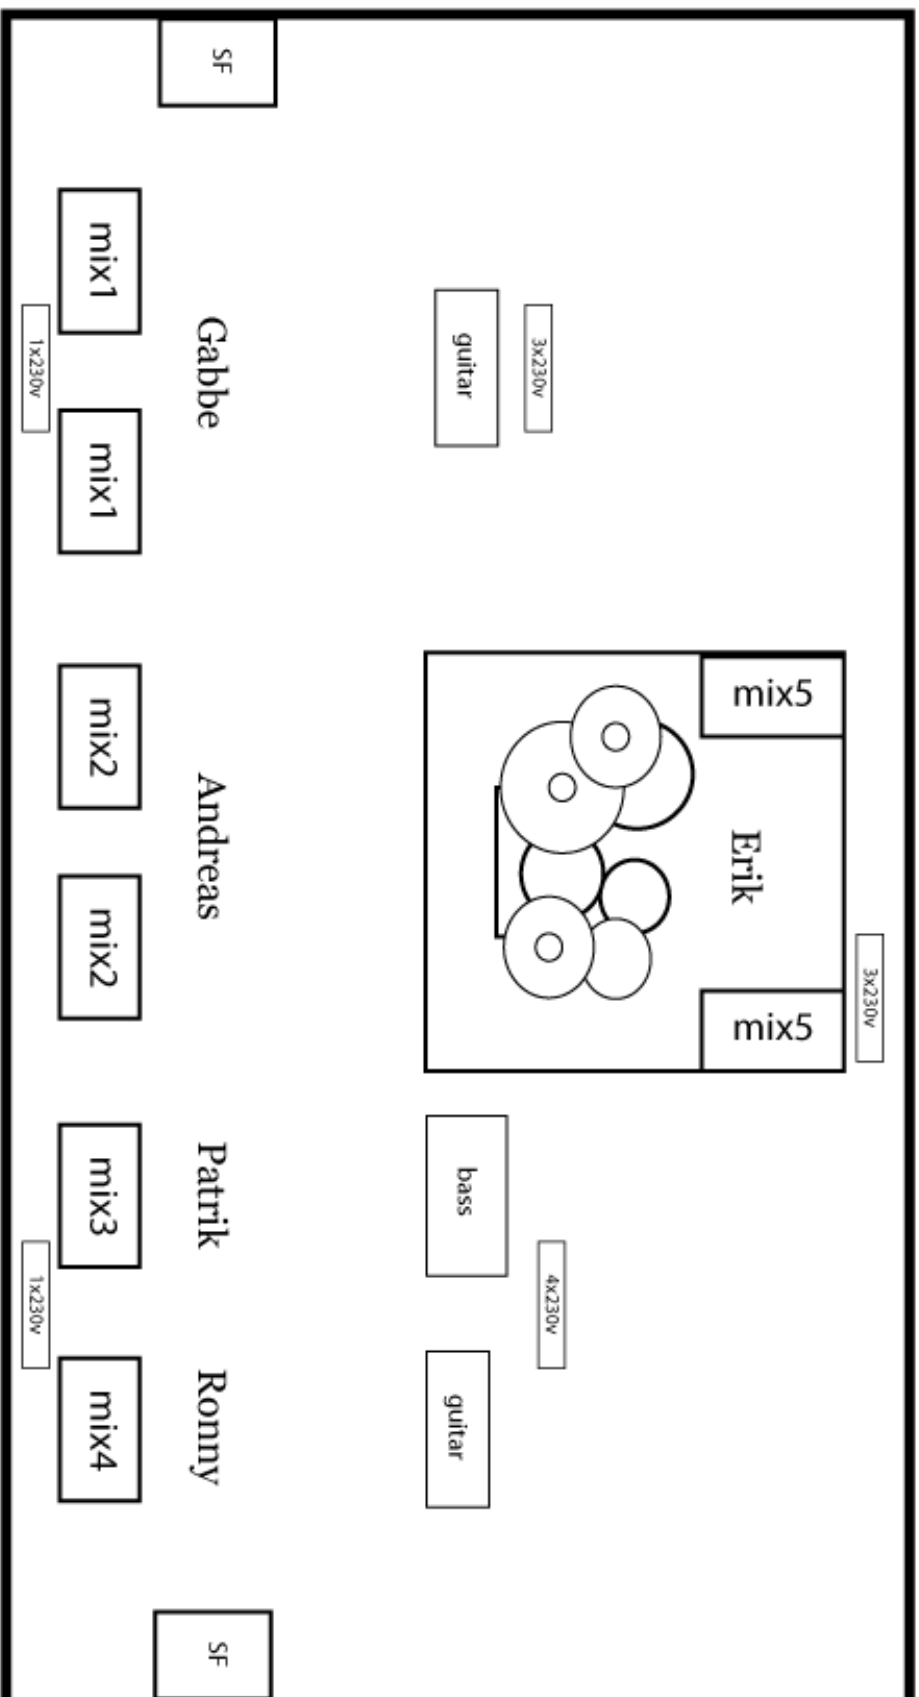 SF
mix1
1x230v
Gabbe
guitar
3x230v
mix1
mix2
Andreas
mix2
mix5
Erik
mix5
3x230v
mix3
Patrik
bass
1x230v
4x230v
mix4
Ronny
guitar
SF